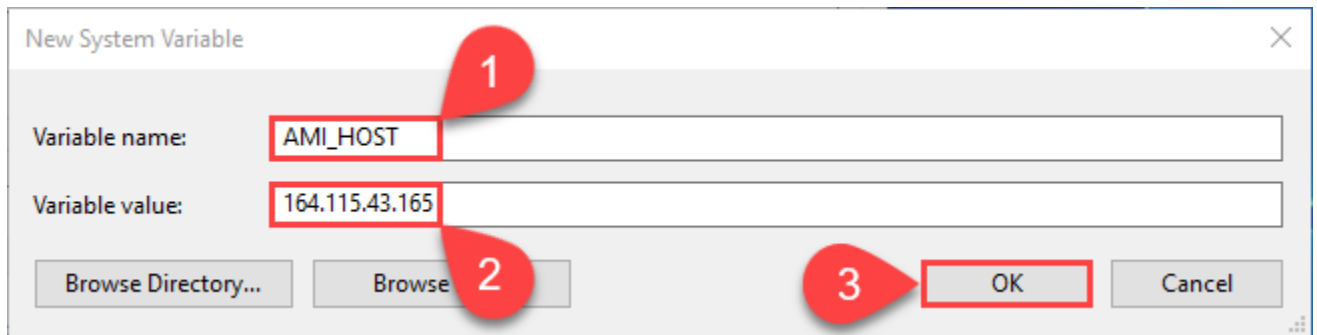 New System Variable
1
Variable name: AMI_HOST
Variable value: 164.115.43.165
Browse Directory... Browse 2 3 OK Cancel